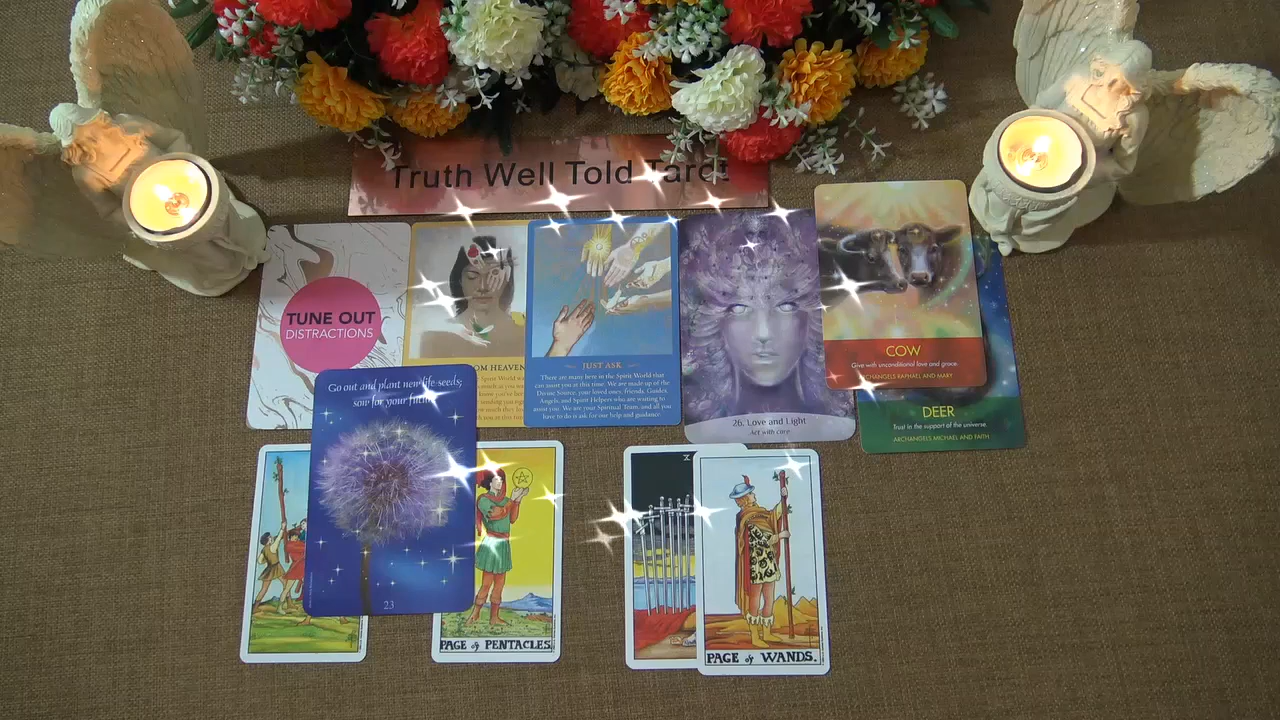 Truth Well Told Tarot
TUNE OUT
DISTRACTIONS
OM HEAVEN
JUST ASK
There are many here in the Spirit World that
can assist you at this time. We are made up of the
Divine Source, your loved ones, friends, Guides,
Angels, and Spirit Helpers who are waiting to
assist you. We are your Spiritual Team, and all you
have to do is ask for our help and guidance.
26. Love and Light
Act with care
COW
Give with unconditional love and grace.
ARCHANGELS RAPHAEL AND MARY
DEER
Trust in the support of the universe.
ARCHANGELS MICHAEL AND FAITH
Go out and plant new life seeds;
sow for your future.
23
PAGE of PENTACLES.
X
PAGE of WANDS.